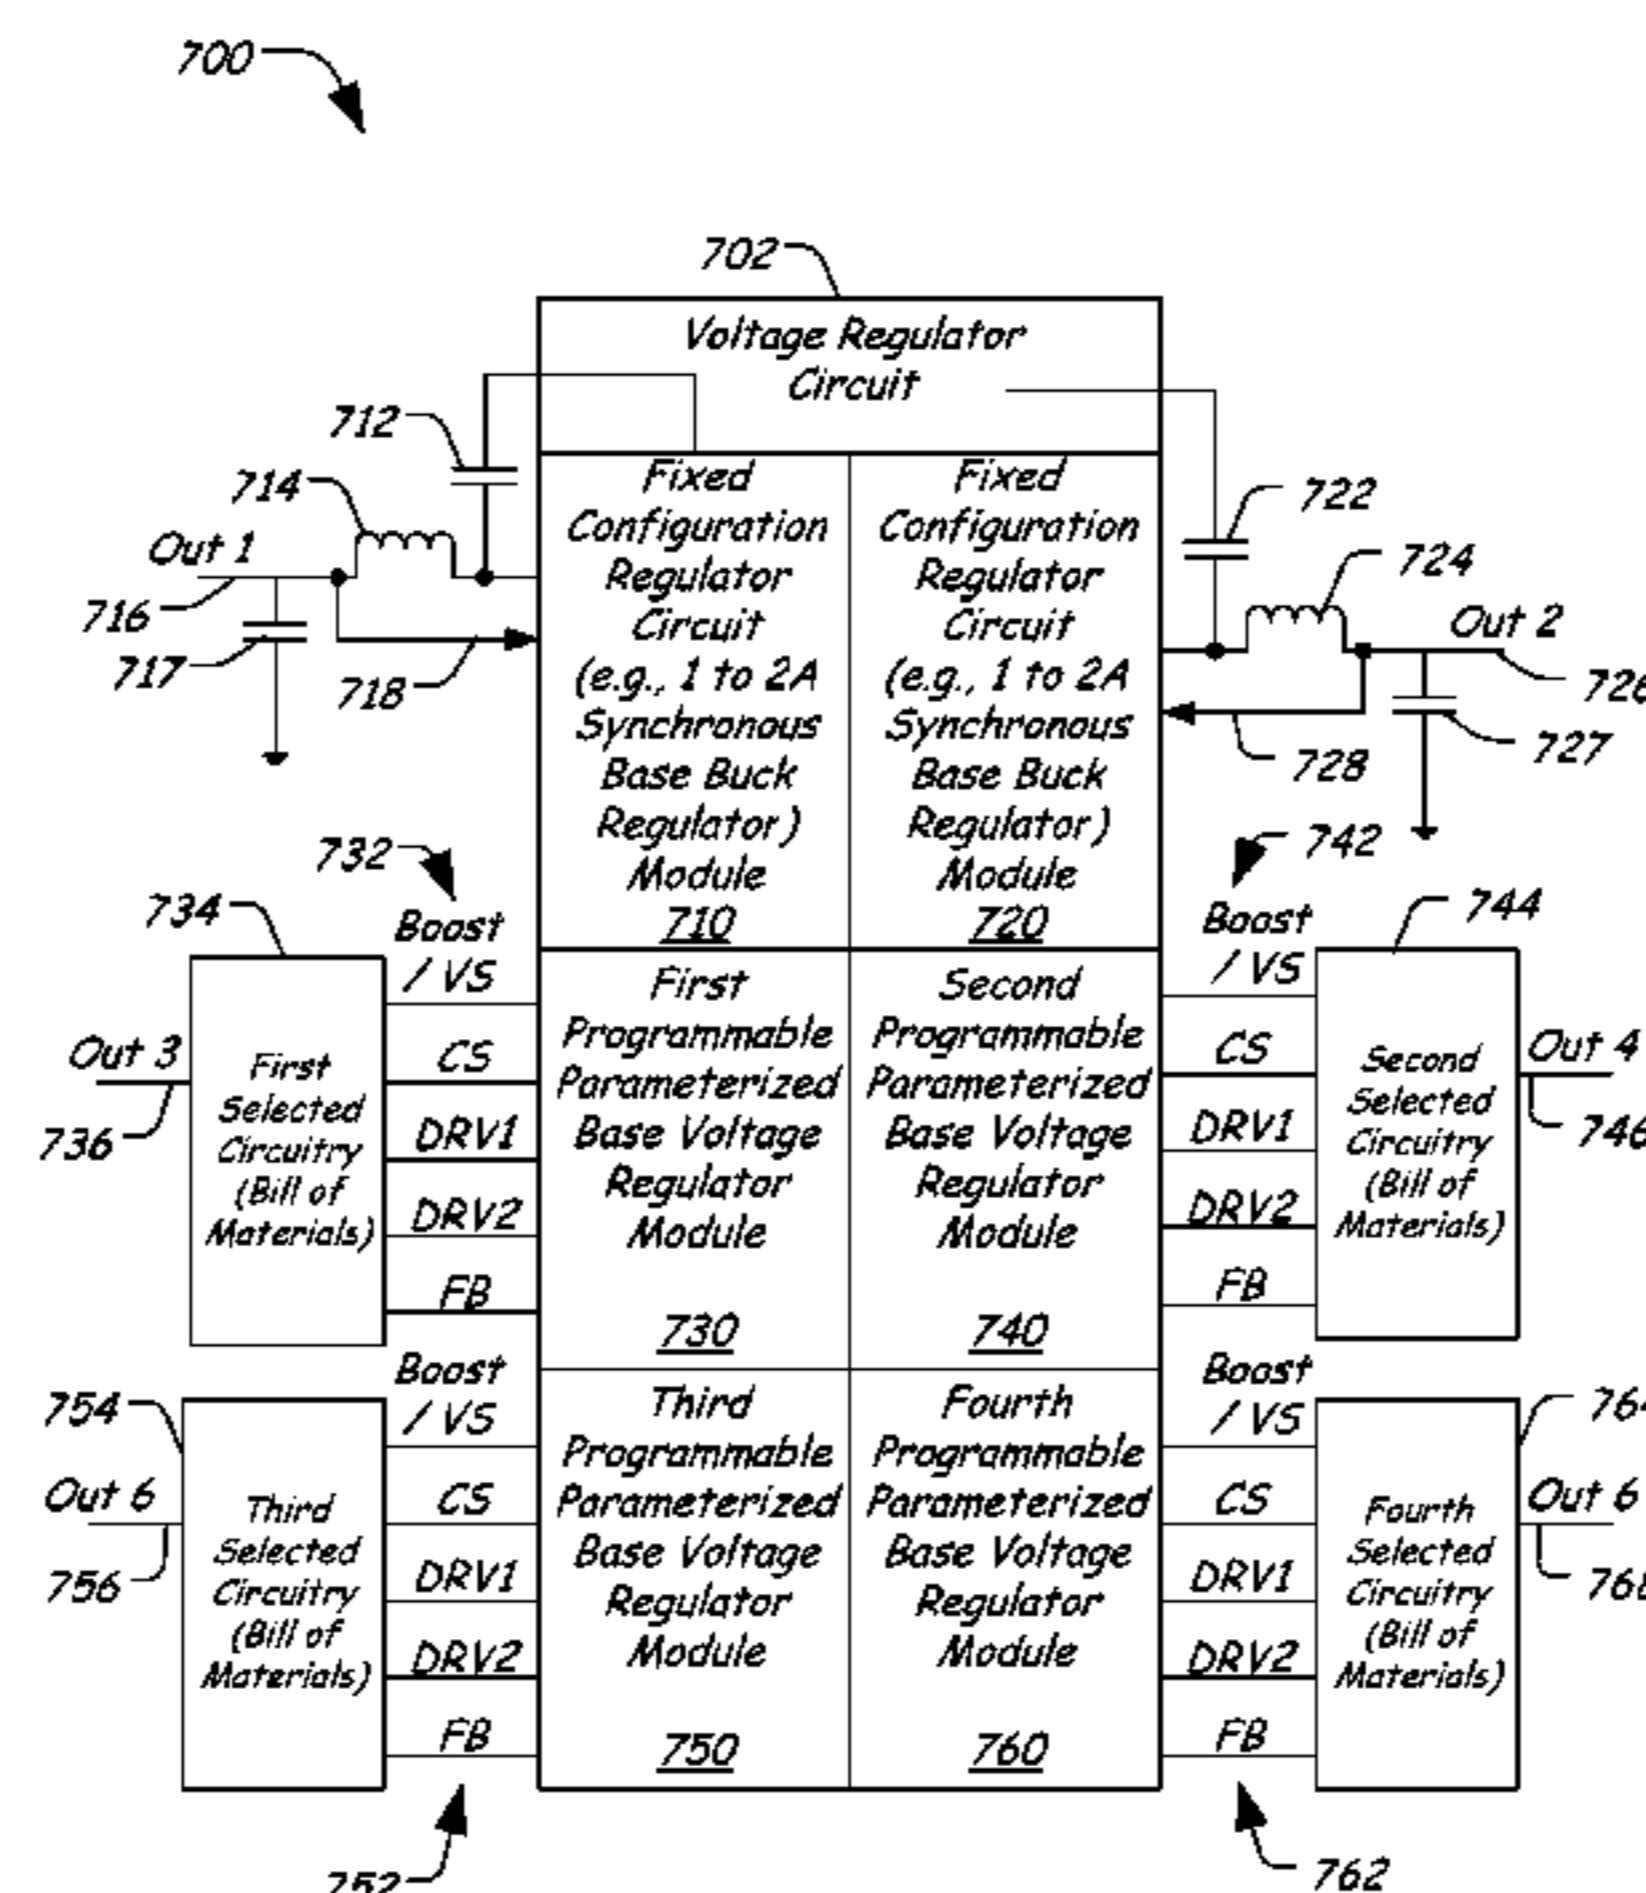 700
702
Voltage Regulator
Circuit
712
714
Out 1
716
717
718
Fixed
Configuration
Regulator
Circuit
(e.g., 1 to 2A
Synchronous
Base Buck
Regulator)
Module
710
Fixed
Configuration
Regulator
Circuit
(e.g., 1 to 2A
Synchronous
Base Buck
Regulator)
Module
720
722
724
Out 2
727
728
732
734
Boost
/ VS
CS
DRV1
DRV2
FB
Out 3
736
First
Selected
Circuitry
(Bill of
Materials)
First
Programmable
Parameterized
Base Voltage
Regulator
Module
730
Second
Programmable
Parameterized
Base Voltage
Regulator
Module
740
742
744
Boost
/ VS
CS
DRV1
DRV2
FB
Second
Selected
Circuitry
(Bill of
Materials)
Out 4
746
754
Out 6
756
Third
Selected
Circuitry
(Bill of
Materials)
Boost
/ VS
CS
DRV1
DRV2
FB
752
Third
Programmable
Parameterized
Base Voltage
Regulator
Module
750
Fourth
Programmable
Parameterized
Base Voltage
Regulator
Module
760
Boost
/ VS
CS
DRV1
DRV2
FB
762
Fourth
Selected
Circuitry
(Bill of
Materials)
Out 6